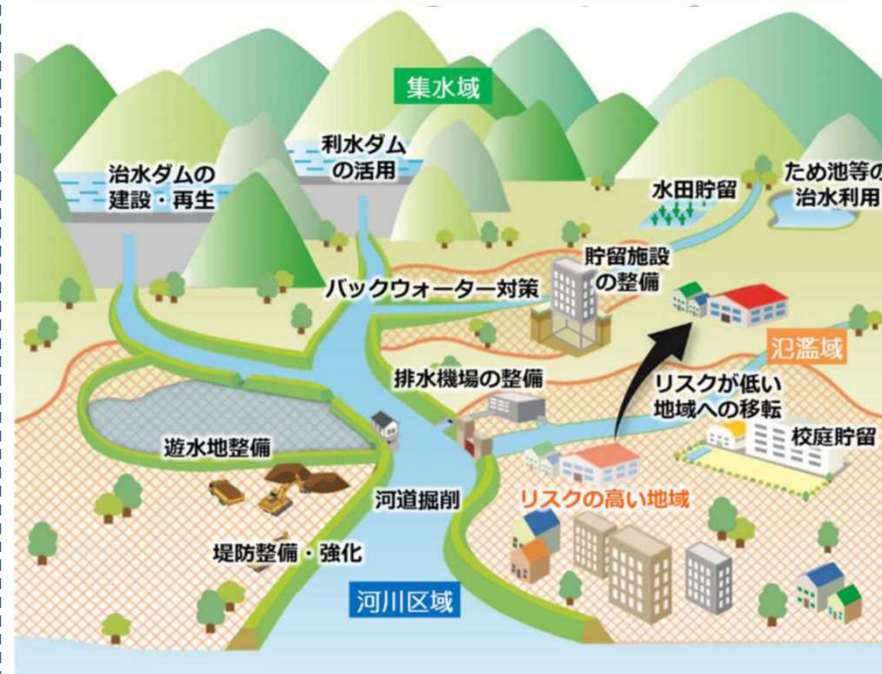 集水域
利水ダム
の活用
治水ダムの
建設・再生
水田貯留
ため池等の
治水利用
貯留施設
の整備
バックウォーター対策
氾濫域
排水機場の整備
リスクが低い
地域への移転
校庭貯留
遊水地整備
河道掘削
リスクの高い地域
堤防整備・強化
河川区域